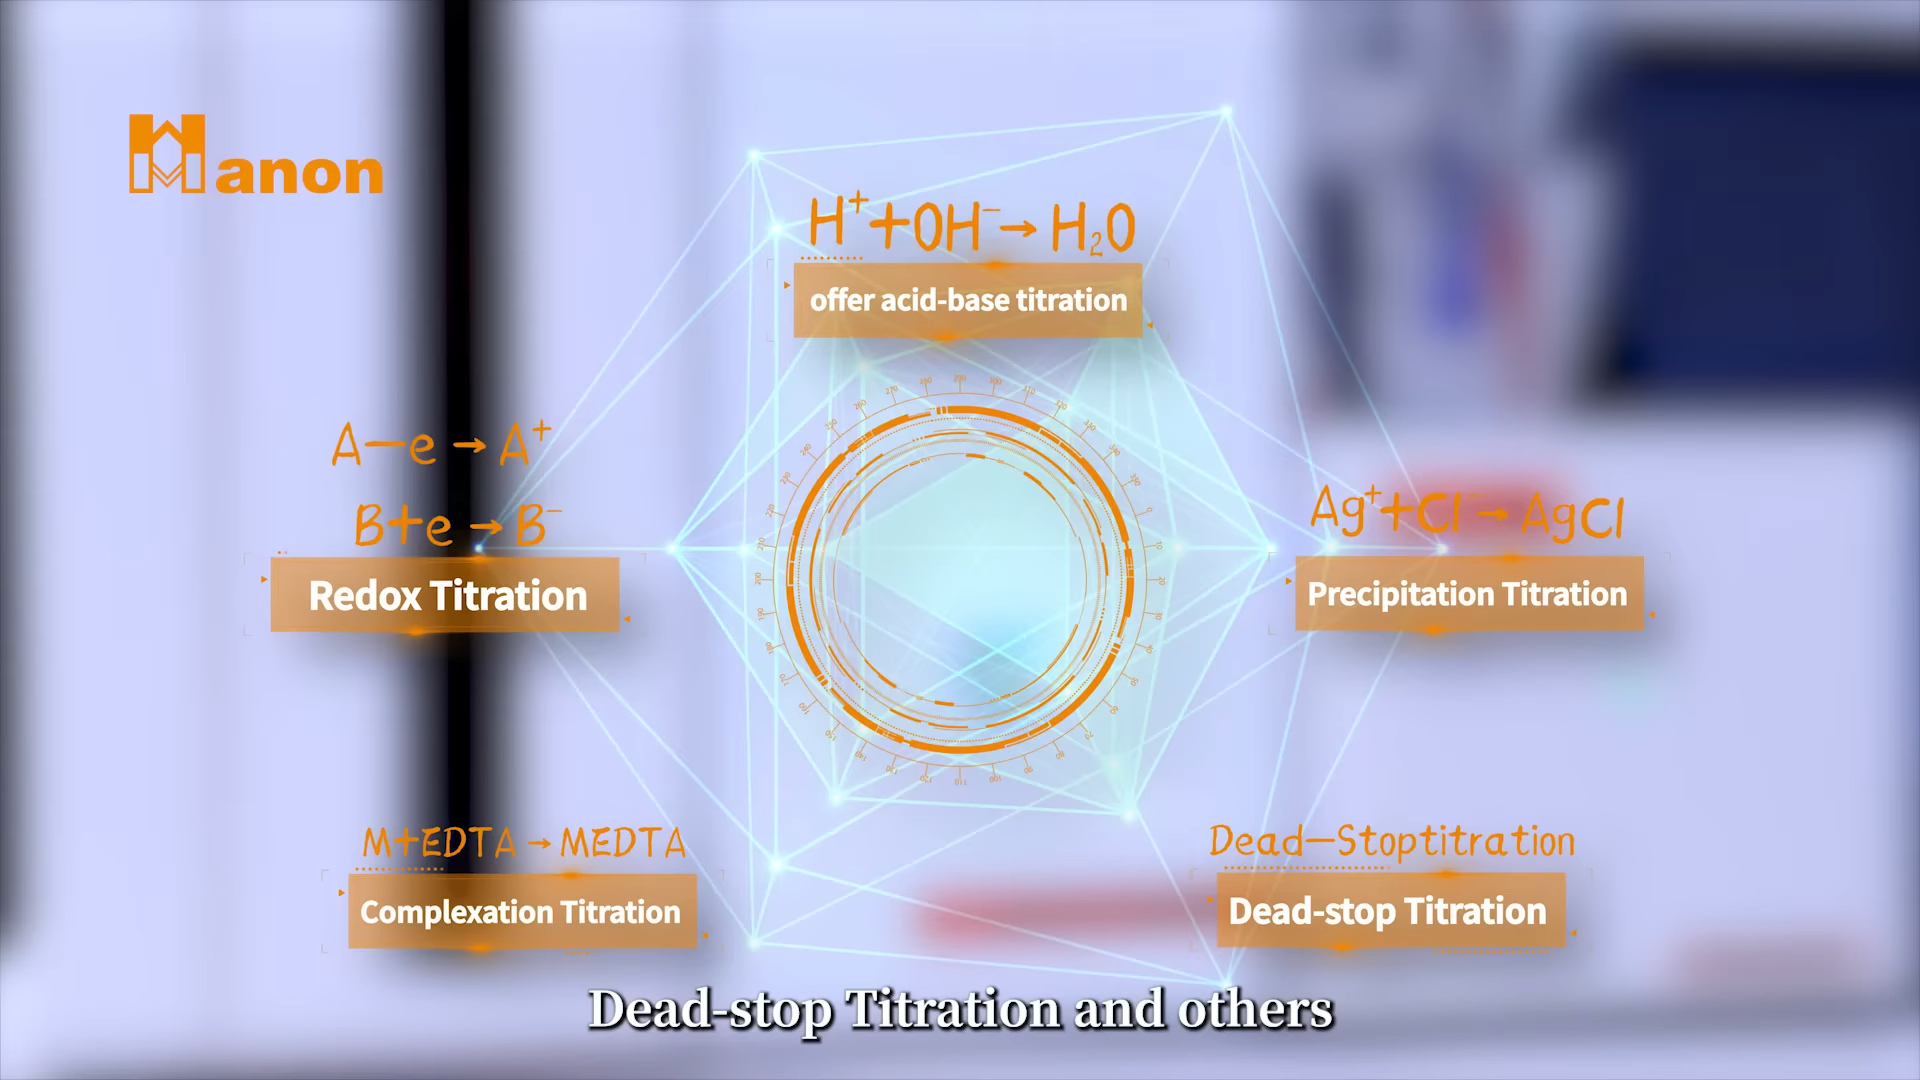 Hanon
H⁺+OH⁻→H₂O
offer acid-base titration
A—e→A⁺
B+e→B⁻
Redox Titration
Ag⁺+Cl⁻→AgCl
Precipitation Titration
M+EDTA→MEDTA
Complexation Titration
Dead—Stoptitration
Dead-stop Titration
Dead-stop Titration and others